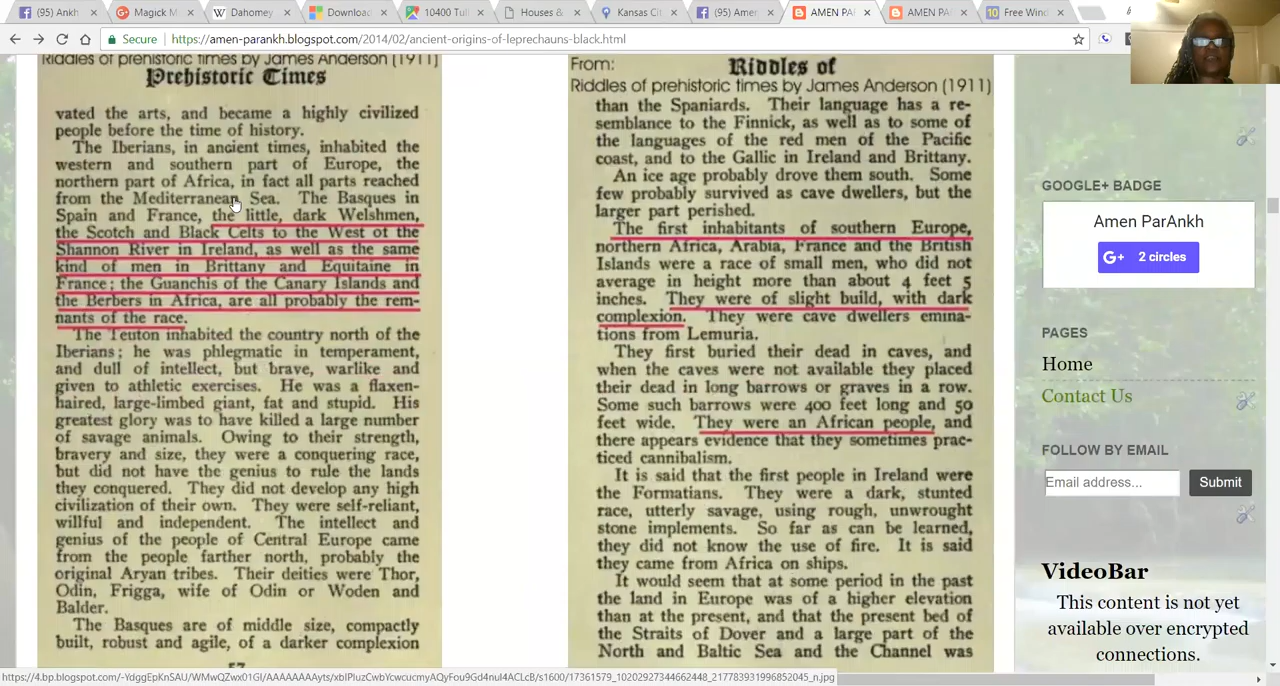 (95) Ankh
Magick M
Dahomey
Download
10400 Tull
Houses &
Kansas Cit
(95) Amer
AMEN PAR
AMEN PAR
Free Wind
Secure
https://amen-parankh.blogspot.com/2014/02/ancient-origins-of-leprechauns-black.html
Riddles of prehistoric times by James Anderson (1911)
Prehistoric Times
vated the arts, and became a highly civilized
people before the time of history.
The Iberians, in ancient times, inhabited the
western and southern part of Europe, the
northern part of Africa, in fact all parts reached
from the Mediterranean Sea. The Basques in
Spain and France, the little, dark Welshmen,
the Scotch and Black Celts to the West of the
Shannon River in Ireland, as well as the same
kind of men in Brittany and Equitaine in
France; the Guanchis of the Canary Islands and
the Berbers in Africa, are all probably the rem-
nants of the race.
The Teuton inhabited the country north of the
Iberians; he was phlegmatic in temperament,
and dull of intellect, but brave, warlike and
given to athletic exercises. He was a flaxen-
haired, large-limbed giant, fat and stupid. His
greatest glory was to have killed a large number
of savage animals. Owing to their strength,
bravery and size, they were a conquering race,
but did not have the genius to rule the lands
they conquered. They did not develop any high
civilization of their own. They were self-reliant,
willful and independent. The intellect and
genius of the people of Central Europe came
from the people farther north, probably the
original Aryan tribes. Their deities were Thor,
Odin, Frigga, wife of Odin or Woden and
Balder.
The Basques are of middle size, compactly
built, robust and agile, of a darker complexion
57
From:
Riddles of
Riddles of prehistoric times by James Anderson (1911)
than the Spaniards. Their language has a re-
semblance to the Finnick, as well as to some of
the languages of the red men of the Pacific
coast, and to the Gallic in Ireland and Brittany.
An ice age probably drove them south. Some
few probably survived as cave dwellers, but the
larger part perished.
The first inhabitants of southern Europe,
northern Africa, Arabia, France and the British
Islands were a race of small men, who did not
average in height more than about 4 feet 5
inches. They were of slight build, with dark
complexion. They were cave dwellers emina-
tions from Lemuria.
They first buried their dead in caves, and
when the caves were not available they placed
their dead in long barrows or graves in a row.
Some such barrows were 400 feet long and 50
feet wide. They were an African people, and
there appears evidence that they sometimes prac-
ticed cannibalism.
It is said that the first people in Ireland were
the Formatians. They were a dark, stunted
race, utterly savage, using rough, unwrought
stone implements. So far as can be learned,
they did not know the use of fire. It is said
they came from Africa on ships.
It would seem that at some period in the past
the land in Europe was of a higher elevation
than at the present, and that the present bed of
the Straits of Dover and a large part of the
North and Baltic Sea and the Channel was
GOOGLE+ BADGE
Amen ParAnkh
G+ 2 circles
PAGES
Home
Contact Us
FOLLOW BY EMAIL
Email address...
Submit
VideoBar
This content is not yet
available over encrypted
connections.